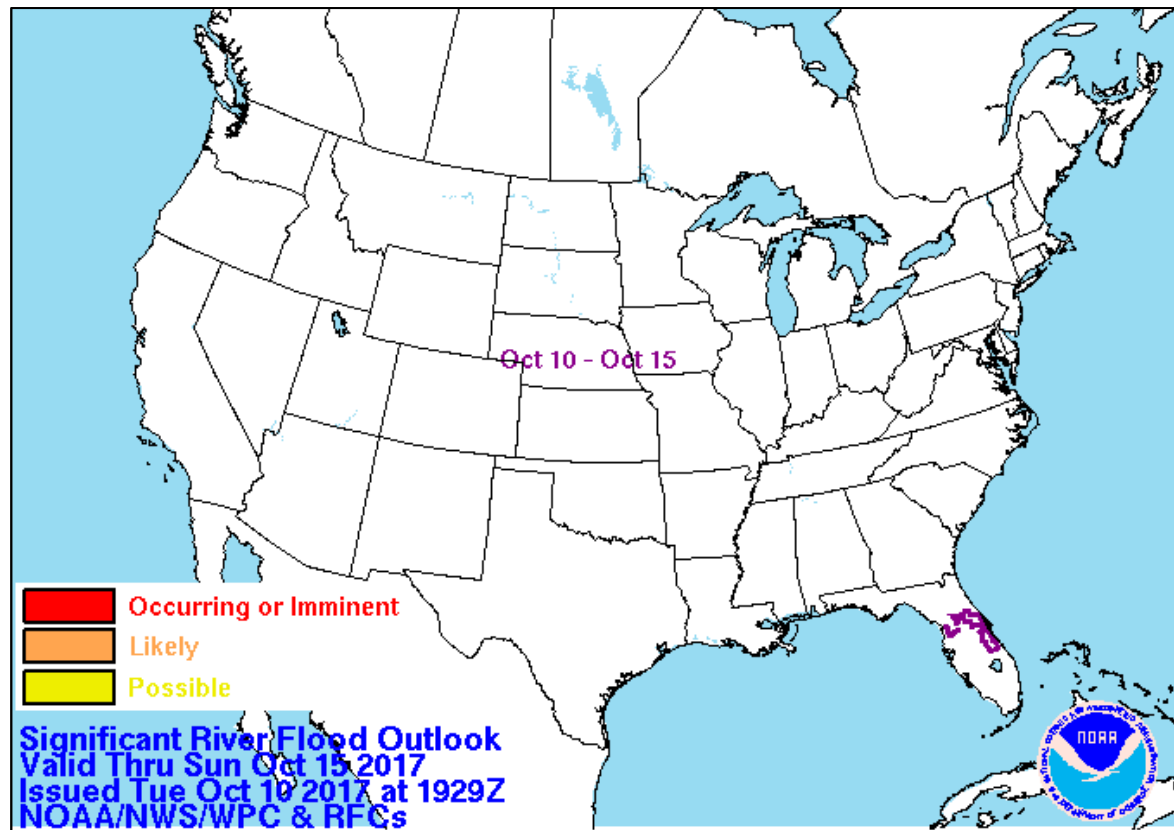 Oct 10 - Oct 15
Occurring or Imminent
Likely
Possible
Significant River Flood Outlook
Valid Thru Sun Oct 15 2017
Issued Tue Oct 10 2017 at 1929Z
NOAA/NWS/WPC & RFCs
NOAA